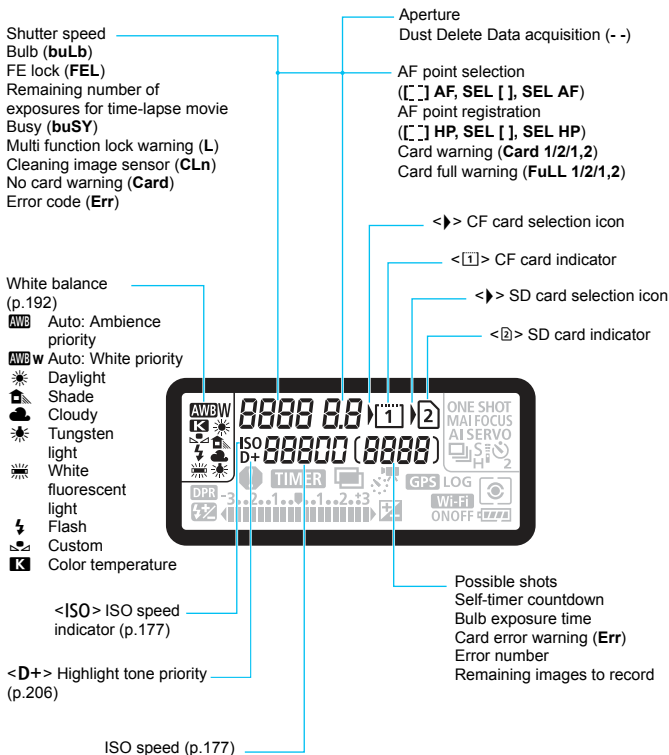 Shutter speed
Bulb (buLb)
FE lock (FEL)
Remaining number of
exposures for time-lapse movie
Busy (buSY)
Multi function lock warning (L)
Cleaning image sensor (CLn)
No card warning (Card)
Error code (Err)
Aperture
Dust Delete Data acquisition (- -)
AF point selection
([ ] AF, SEL [ ], SEL AF)
AF point registration
([ ] HP, SEL [ ], SEL HP)
Card warning (Card 1/2/1,2)
Card full warning (FuLL 1/2/1,2)
< > CF card selection icon
<1> CF card indicator
< > SD card selection icon
<2> SD card indicator
White balance
(p.192)
AWB Auto: Ambience
priority
AWB W Auto: White priority
Daylight
Shade
Cloudy
Tungsten
light
White
fluorescent
light
Flash
Custom
K Color temperature
AWBW 8888 8.8 1 2 ONE SHOT
MAI FOCUS
K AI SERVO
ISO 88800 (8888) S
D+ H 2
TIMER GPS LOG
DPR -3..2..1..0..1..2..±3 Wi-Fi
ONOFF
<ISO> ISO speed
indicator (p.177)
<D+> Highlight tone priority
(p.206)
ISO speed (p.177)
Possible shots
Self-timer countdown
Bulb exposure time
Card error warning (Err)
Error number
Remaining images to record